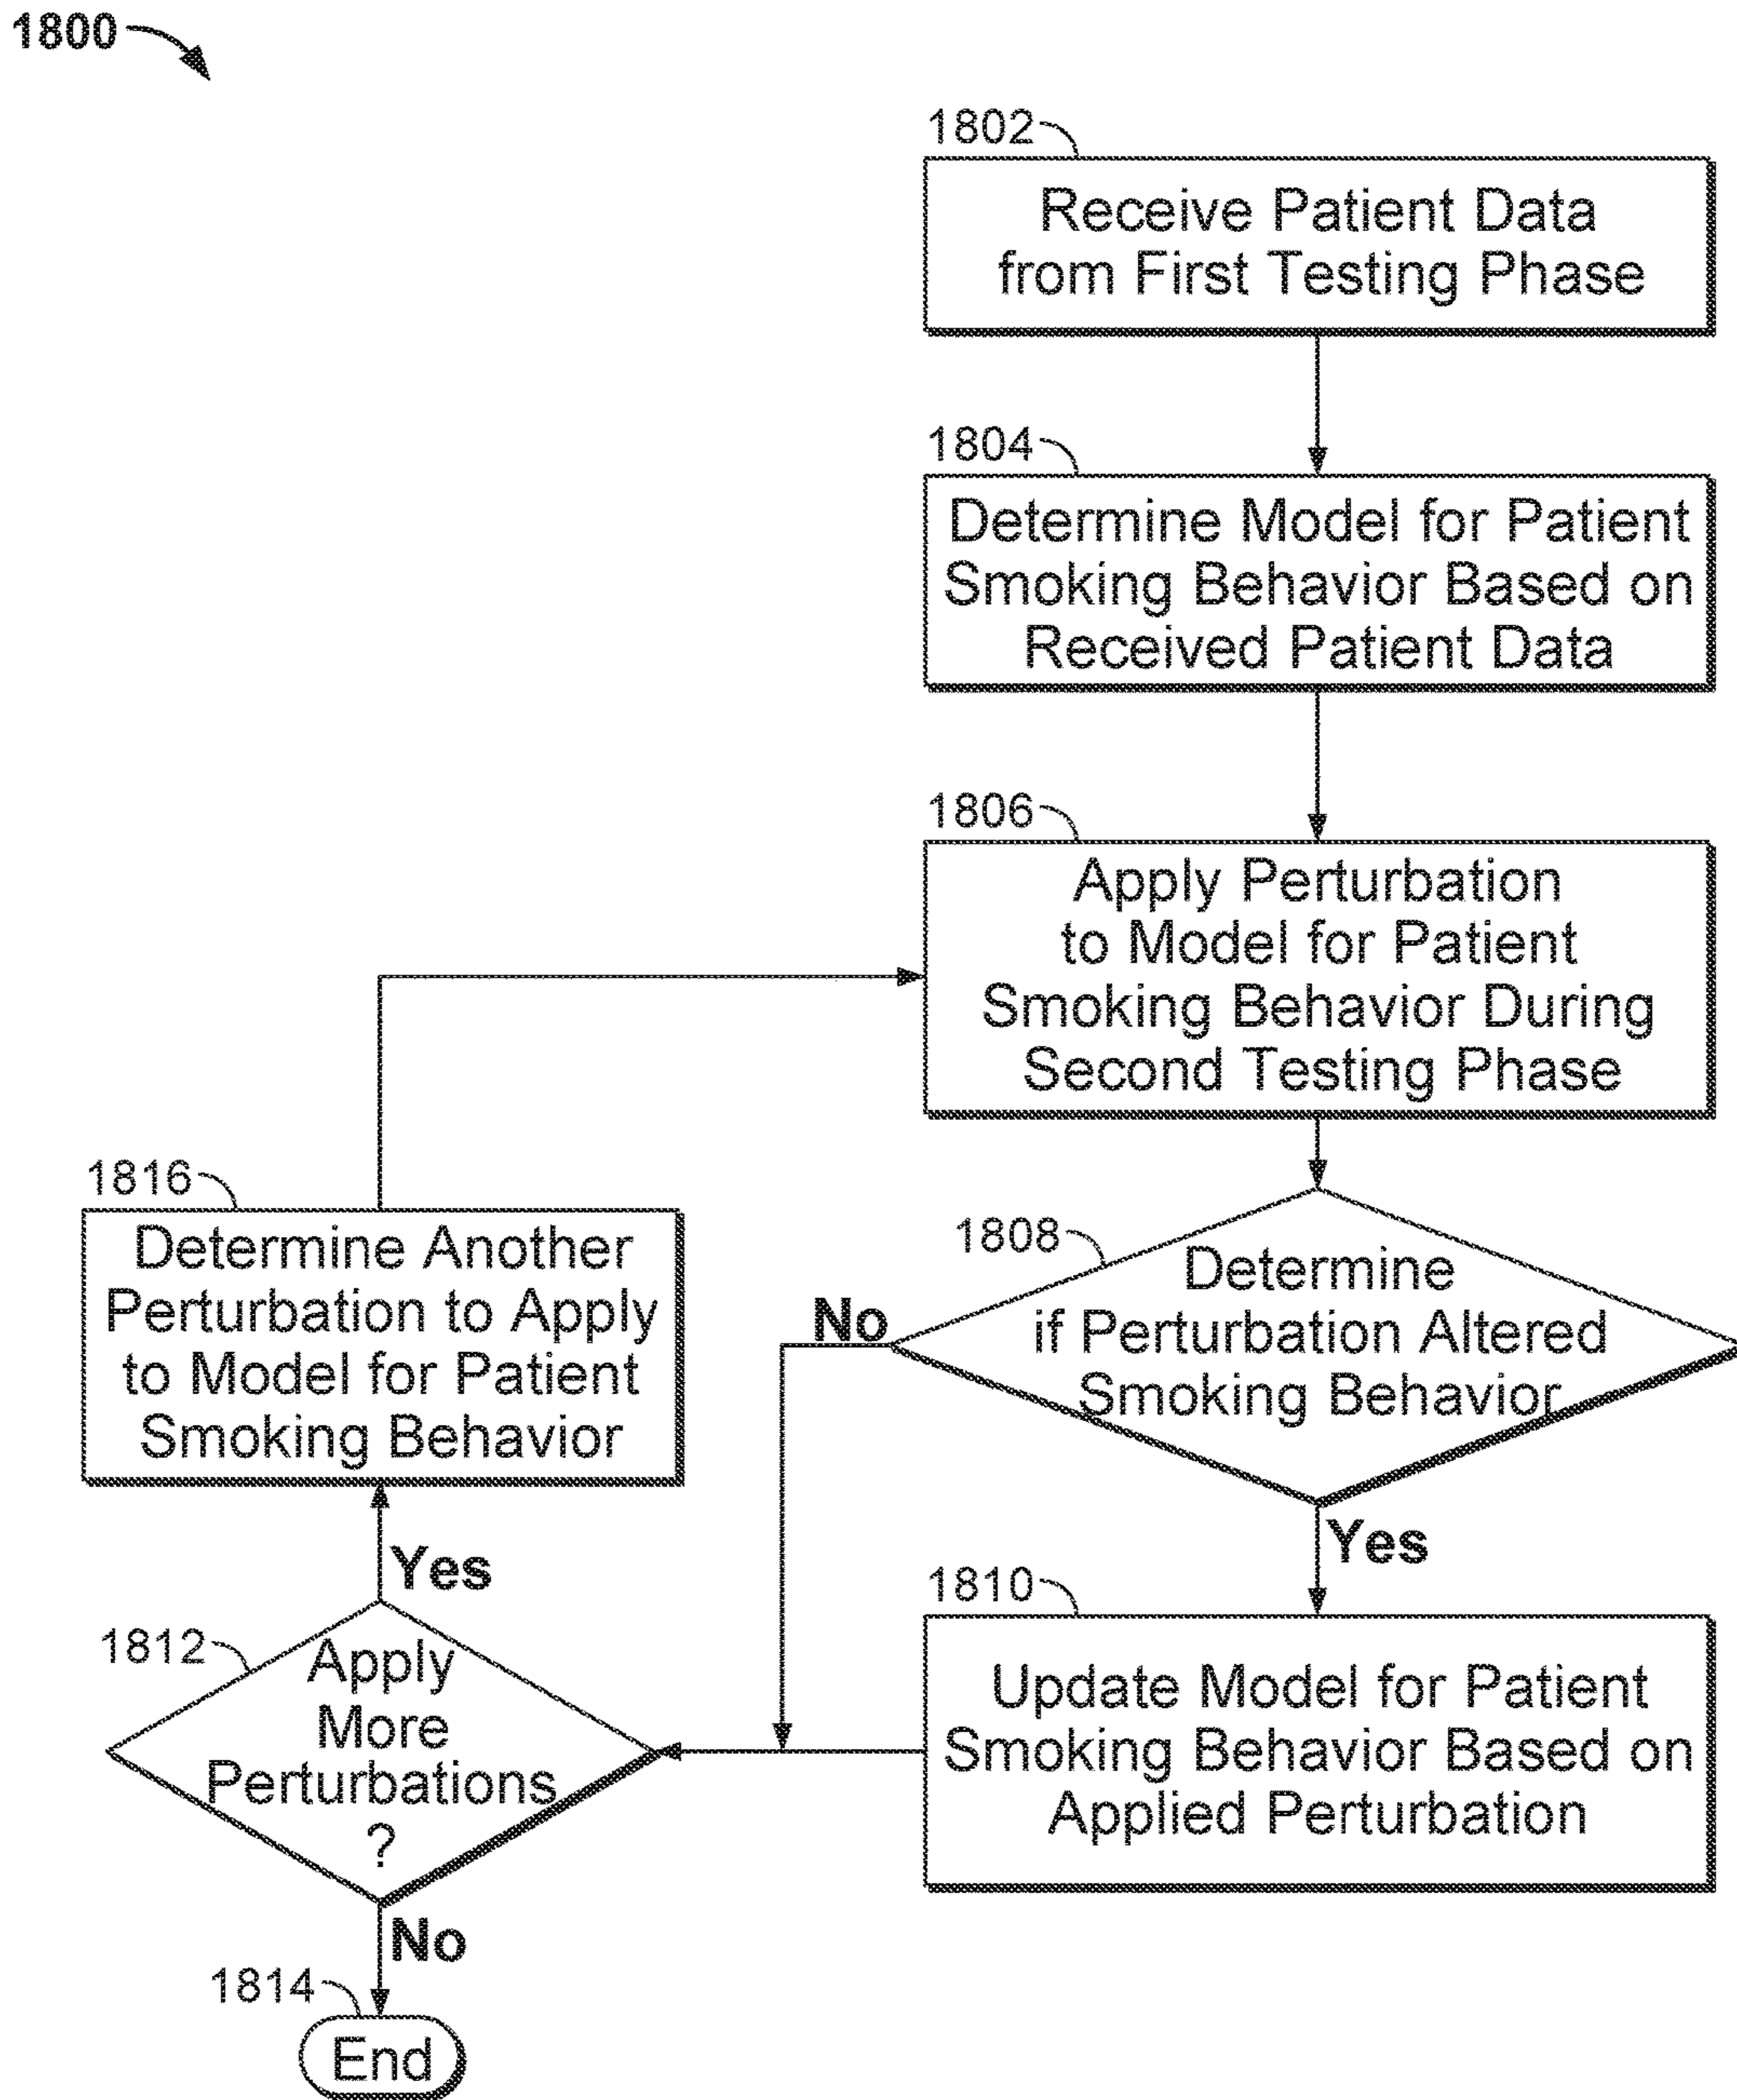 1800
1802
Receive Patient Data
from First Testing Phase
1804
Determine Model for Patient
Smoking Behavior Based on
Received Patient Data
1806
Apply Perturbation
to Model for Patient
Smoking Behavior During
Second Testing Phase
1808
Determine
if Perturbation Altered
Smoking Behavior
No
Yes
1810
Update Model for Patient
Smoking Behavior Based on
Applied Perturbation
1812
Apply
More
Perturbations
?
Yes
No
1816
Determine Another
Perturbation to Apply
to Model for Patient
Smoking Behavior
1814
End